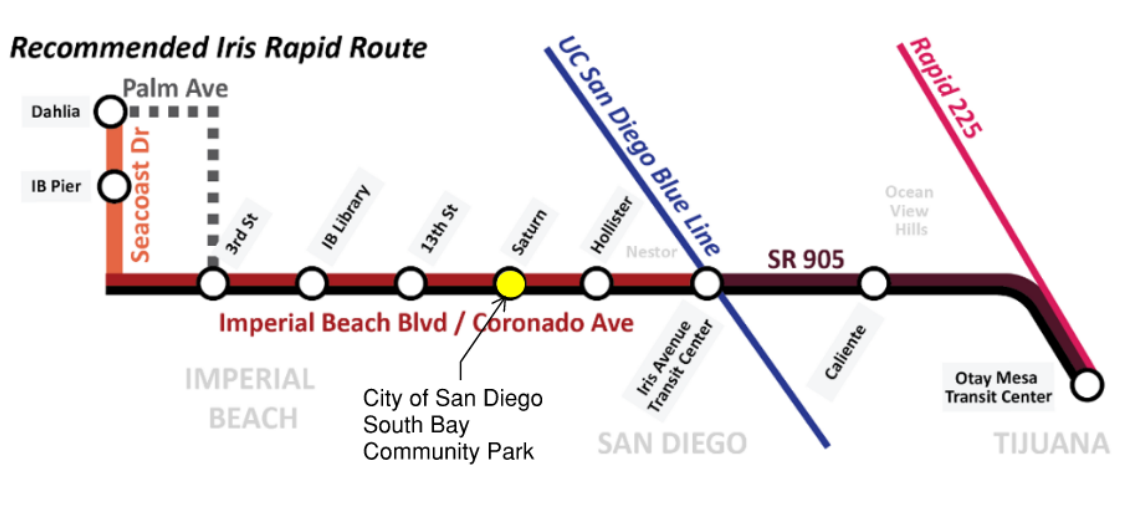 Recommended Iris Rapid Route
Palm Ave
Dahlia
IB Pier
Seacoast Dr
3rd St
IB Library
13th St
Saturn
Hollister
Nestor
UC San Diego Blue Line
SR 905
Ocean
View
Hills
Rapid 225
Imperial Beach Blvd / Coronado Ave
Iris Avenue
Transit Center
Caliente
Otay Mesa
Transit Center
IMPERIAL
BEACH
City of San Diego
South Bay
Community Park
SAN DIEGO
TIJUANA